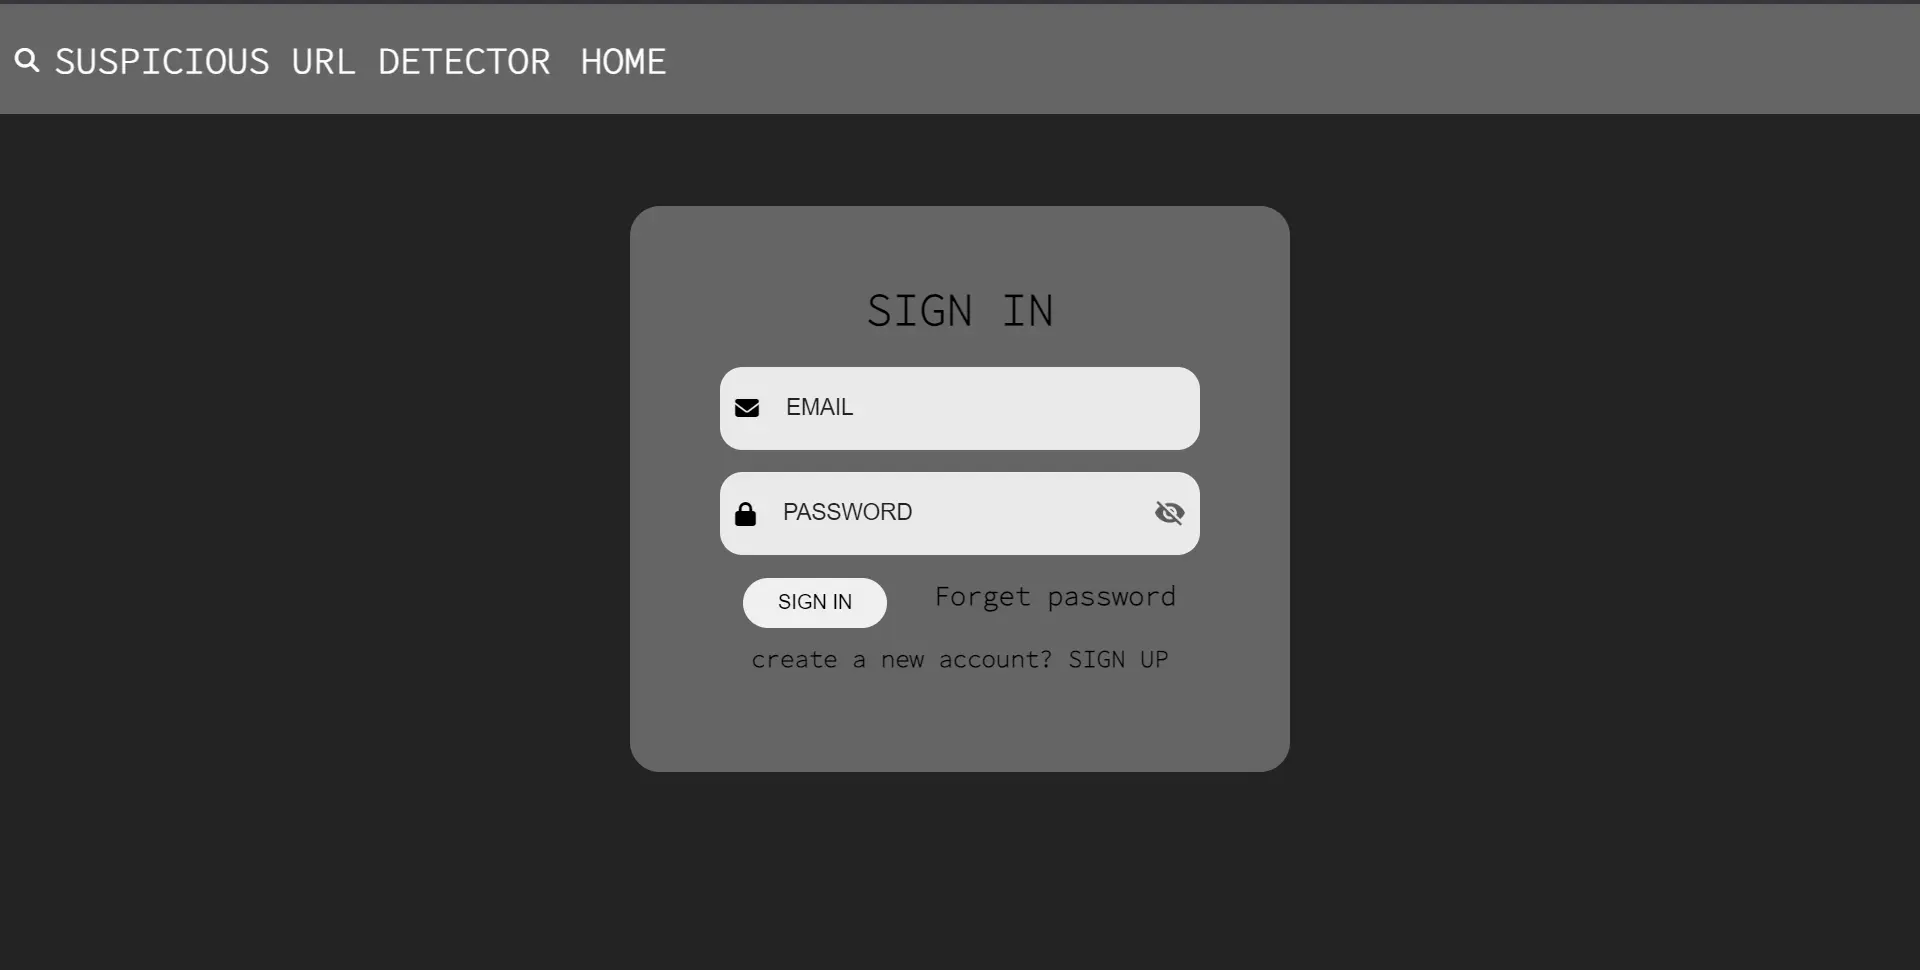 SUSPICIOUS URL DETECTOR HOME
SIGN IN
EMAIL
PASSWORD
SIGN IN Forget password
create a new account? SIGN UP